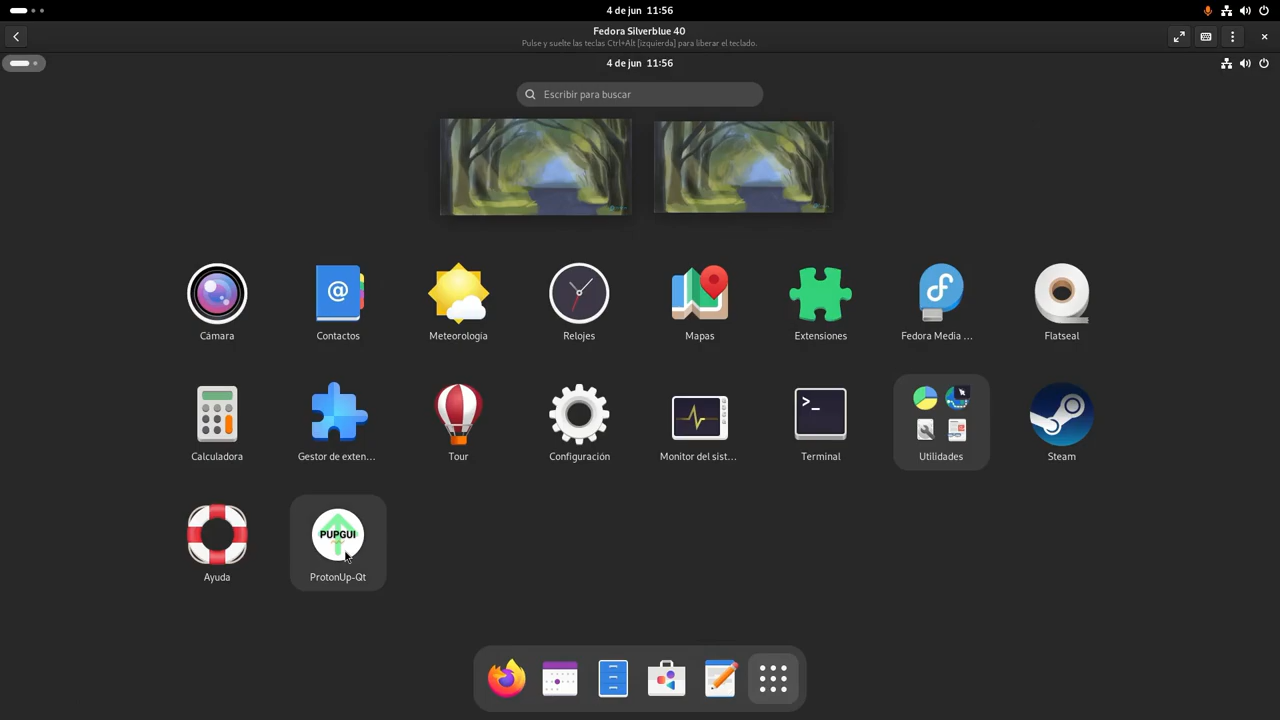 4 de jun 11:56
Fedora Silverblue 40
Pulse y suelte las teclas Ctrl+Alt [izquierda] para liberar el teclado.
4 de jun 11:56
Escribir para buscar
Cámara
Contactos
Meteorología
Relojes
Mapas
Extensiones
Fedora Media ...
Flatseal
Calculadora
Gestor de exten...
Tour
Configuración
Monitor del sist...
Terminal
Utilidades
Steam
PUPGUI
Ayuda
ProtonUp-Qt